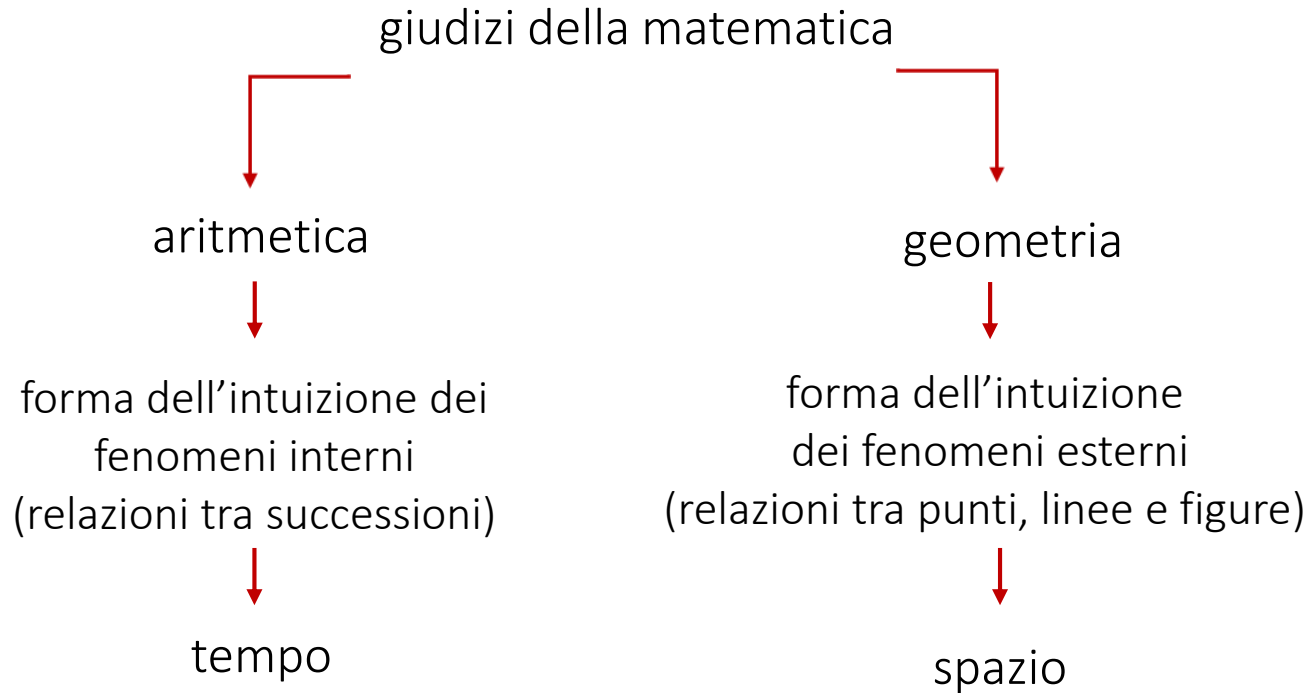 giudizi della matematica
aritmetica
geometria
forma dell’intuizione dei
fenomeni interni
(relazioni tra successioni)
forma dell’intuizione
dei fenomeni esterni
(relazioni tra punti, linee e figure)
tempo
spazio